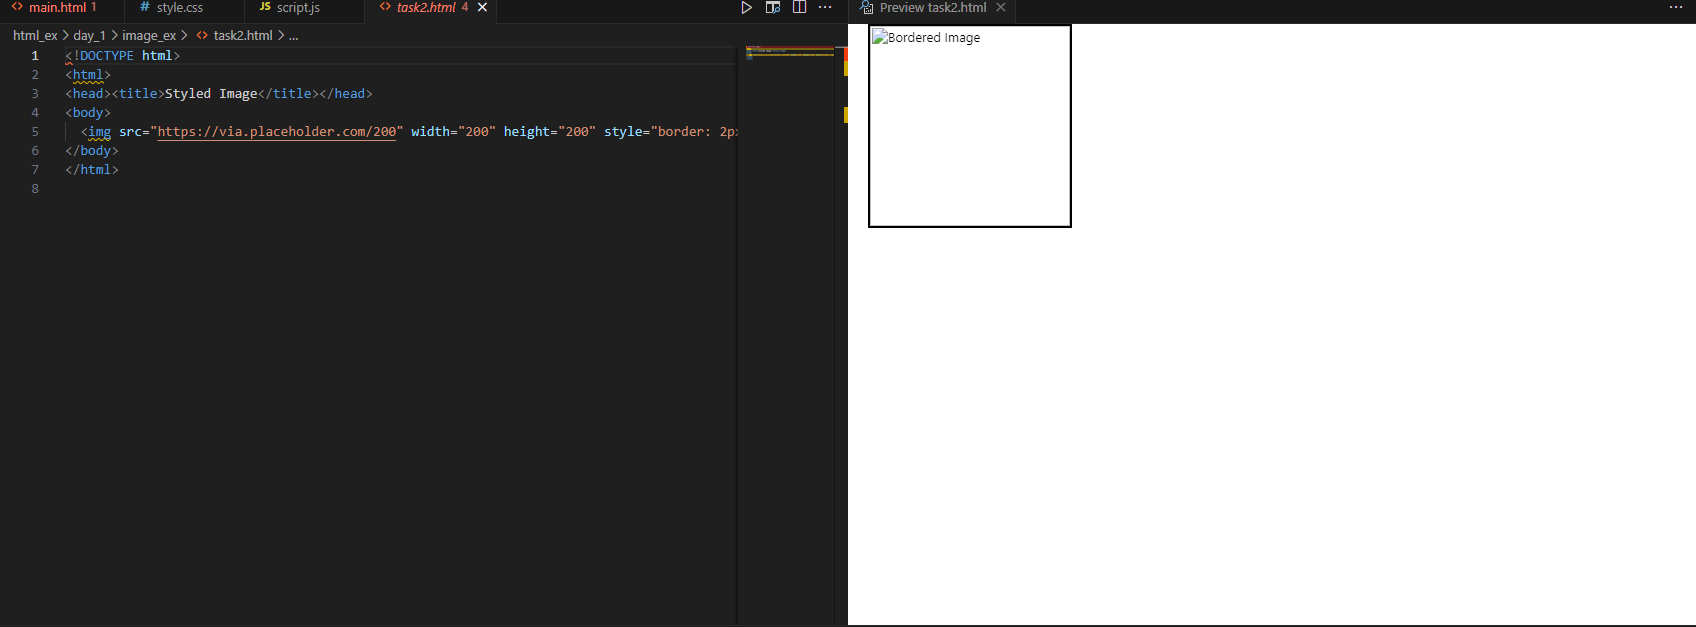 main.html 1 # style.css JS script.js task2.html 4
Preview task2.html
html_ex > day_1 > image_ex > task2.html > ...
1 <!DOCTYPE html>
2 <html>
3 <head><title>Styled Image</title></head>
4 <body>
5 <img src="https://via.placeholder.com/200" width="200" height="200" style="border: 2px
6 </body>
7 </html>
8
Bordered Image